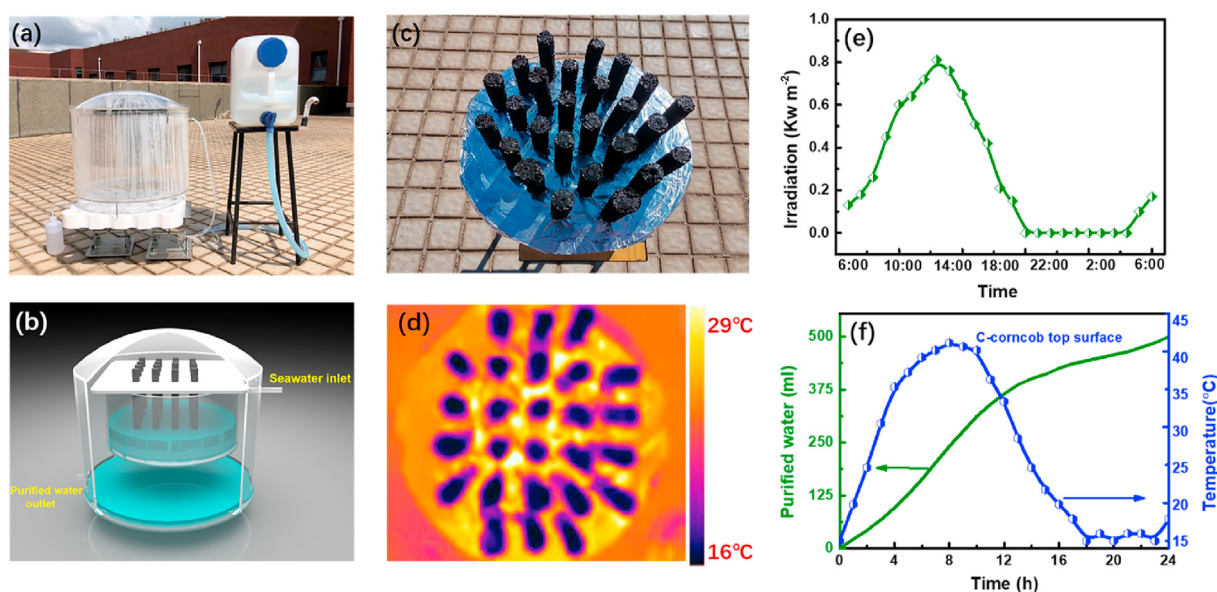 (a)
(b)
Seawater inlet
Purified water
outlet
(c)
(d)
29°C
16°C
(e)
Irradiation (Kw m-2)
1.0
0.8
0.6
0.4
0.2
0.0
6:00 10:00 14:00 18:00 22:00 2:00 6:00
Time
(f)
C-corncob top surface
Purified water (ml)
500
375
250
125
0
Temperature(°C)
45
40
35
30
25
20
15
0 4 8 12 16 20 24
Time (h)